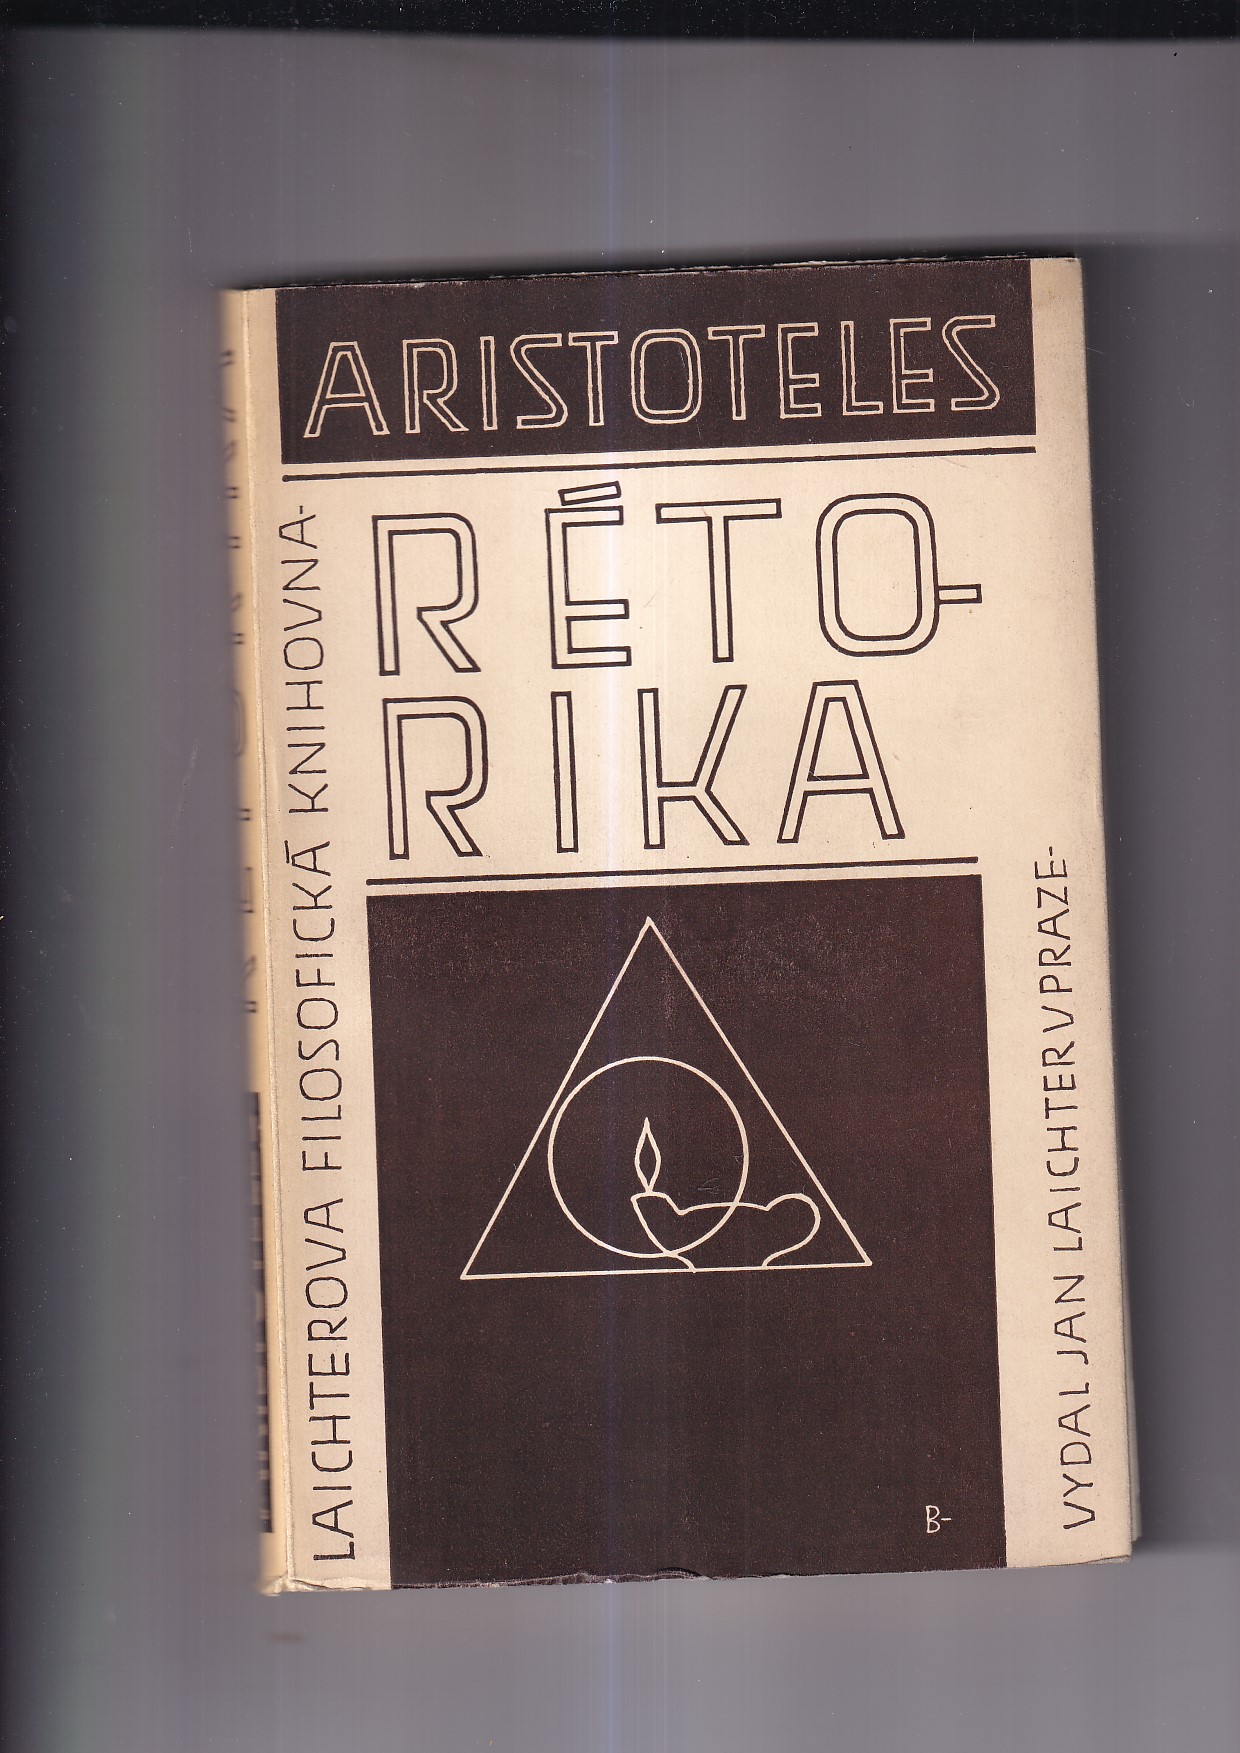 ARISTOTELES
RÉTO-
RIKA
LAICHTEROVA FILOSOFICKÁ KNIHOVNA-
VYDAL JAN LAICHTER V PRAZE-
B-